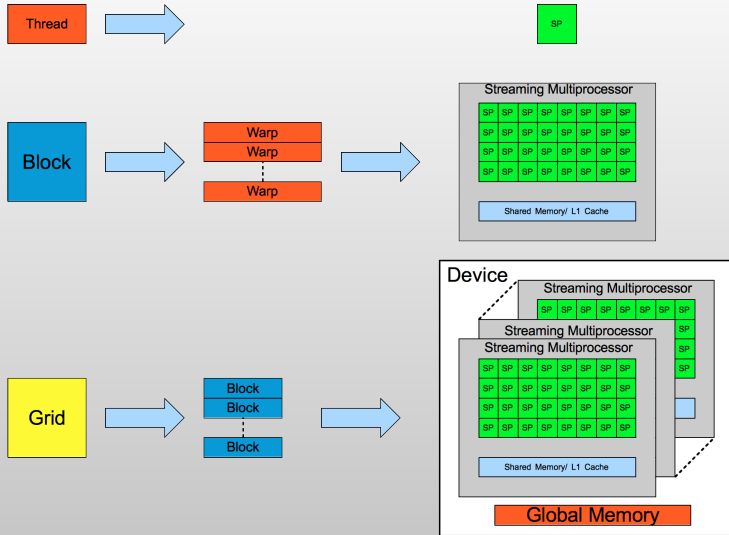 Thread
SP
Streaming Multiprocessor
SP SP SP SP SP SP SP SP
SP SP SP SP SP SP SP SP
SP SP SP SP SP SP SP SP
SP SP SP SP SP SP SP SP
Shared Memory/ L1 Cache
Block
Warp
Warp
Warp
Device
Streaming Multiprocessor
SP SP SP SP SP SP SP SP
SP
SP
SP
Streaming Multiprocessor
Streaming Multiprocessor
SP SP SP SP SP SP SP SP
SP SP SP SP SP SP SP SP
SP SP SP SP SP SP SP SP
SP SP SP SP SP SP SP SP
Shared Memory/ L1 Cache
Grid
Block
Block
Block
Global Memory